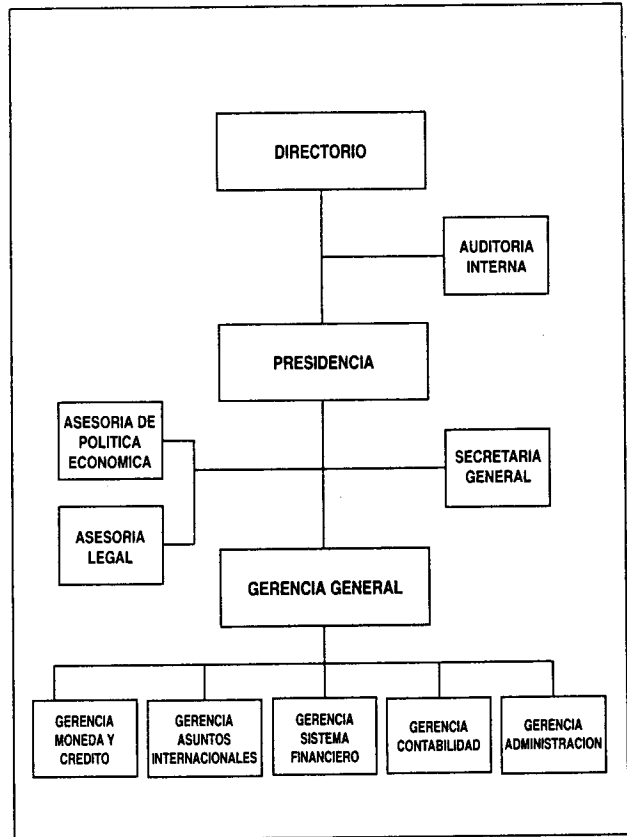 DIRECTORIO
AUDITORIA
INTERNA
PRESIDENCIA
ASESORIA DE
POLITICA
ECONOMICA
SECRETARIA
GENERAL
ASESORIA
LEGAL
GERENCIA GENERAL
GERENCIA
MONEDA Y
CREDITO
GERENCIA
ASUNTOS
INTERNACIONALES
GERENCIA
SISTEMA
FINANCIERO
GERENCIA
CONTABILIDAD
GERENCIA
ADMINISTRACION